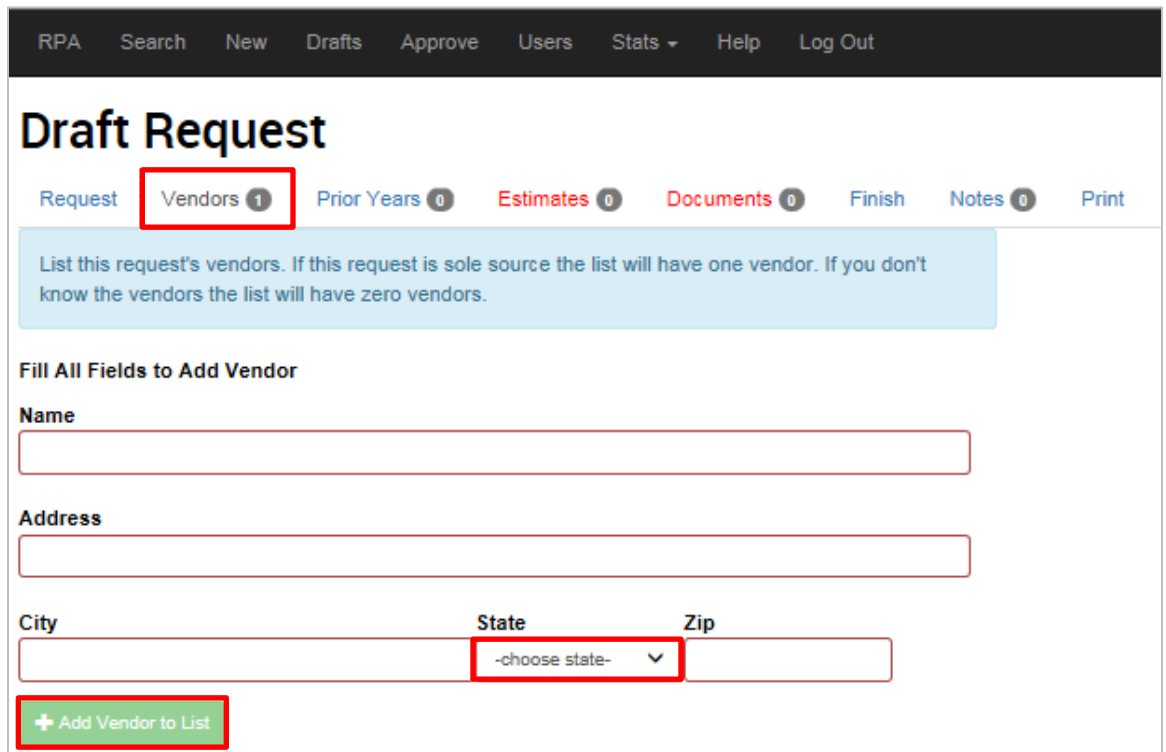 RPA Search New Drafts Approve Users Stats Help Log Out
Draft Request
Request Vendors 1 Prior Years 0 Estimates 0 Documents 0 Finish Notes 0 Print
List this request's vendors. If this request is sole source the list will have one vendor. If you don't
know the vendors the list will have zero vendors.
Fill All Fields to Add Vendor
Name
Address
City State Zip
-choose state-
+ Add Vendor to List